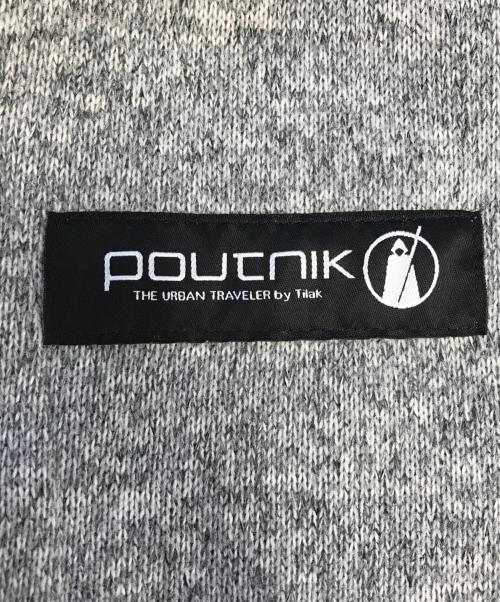 poutnik
THE URBAN TRAVELER by Tilak